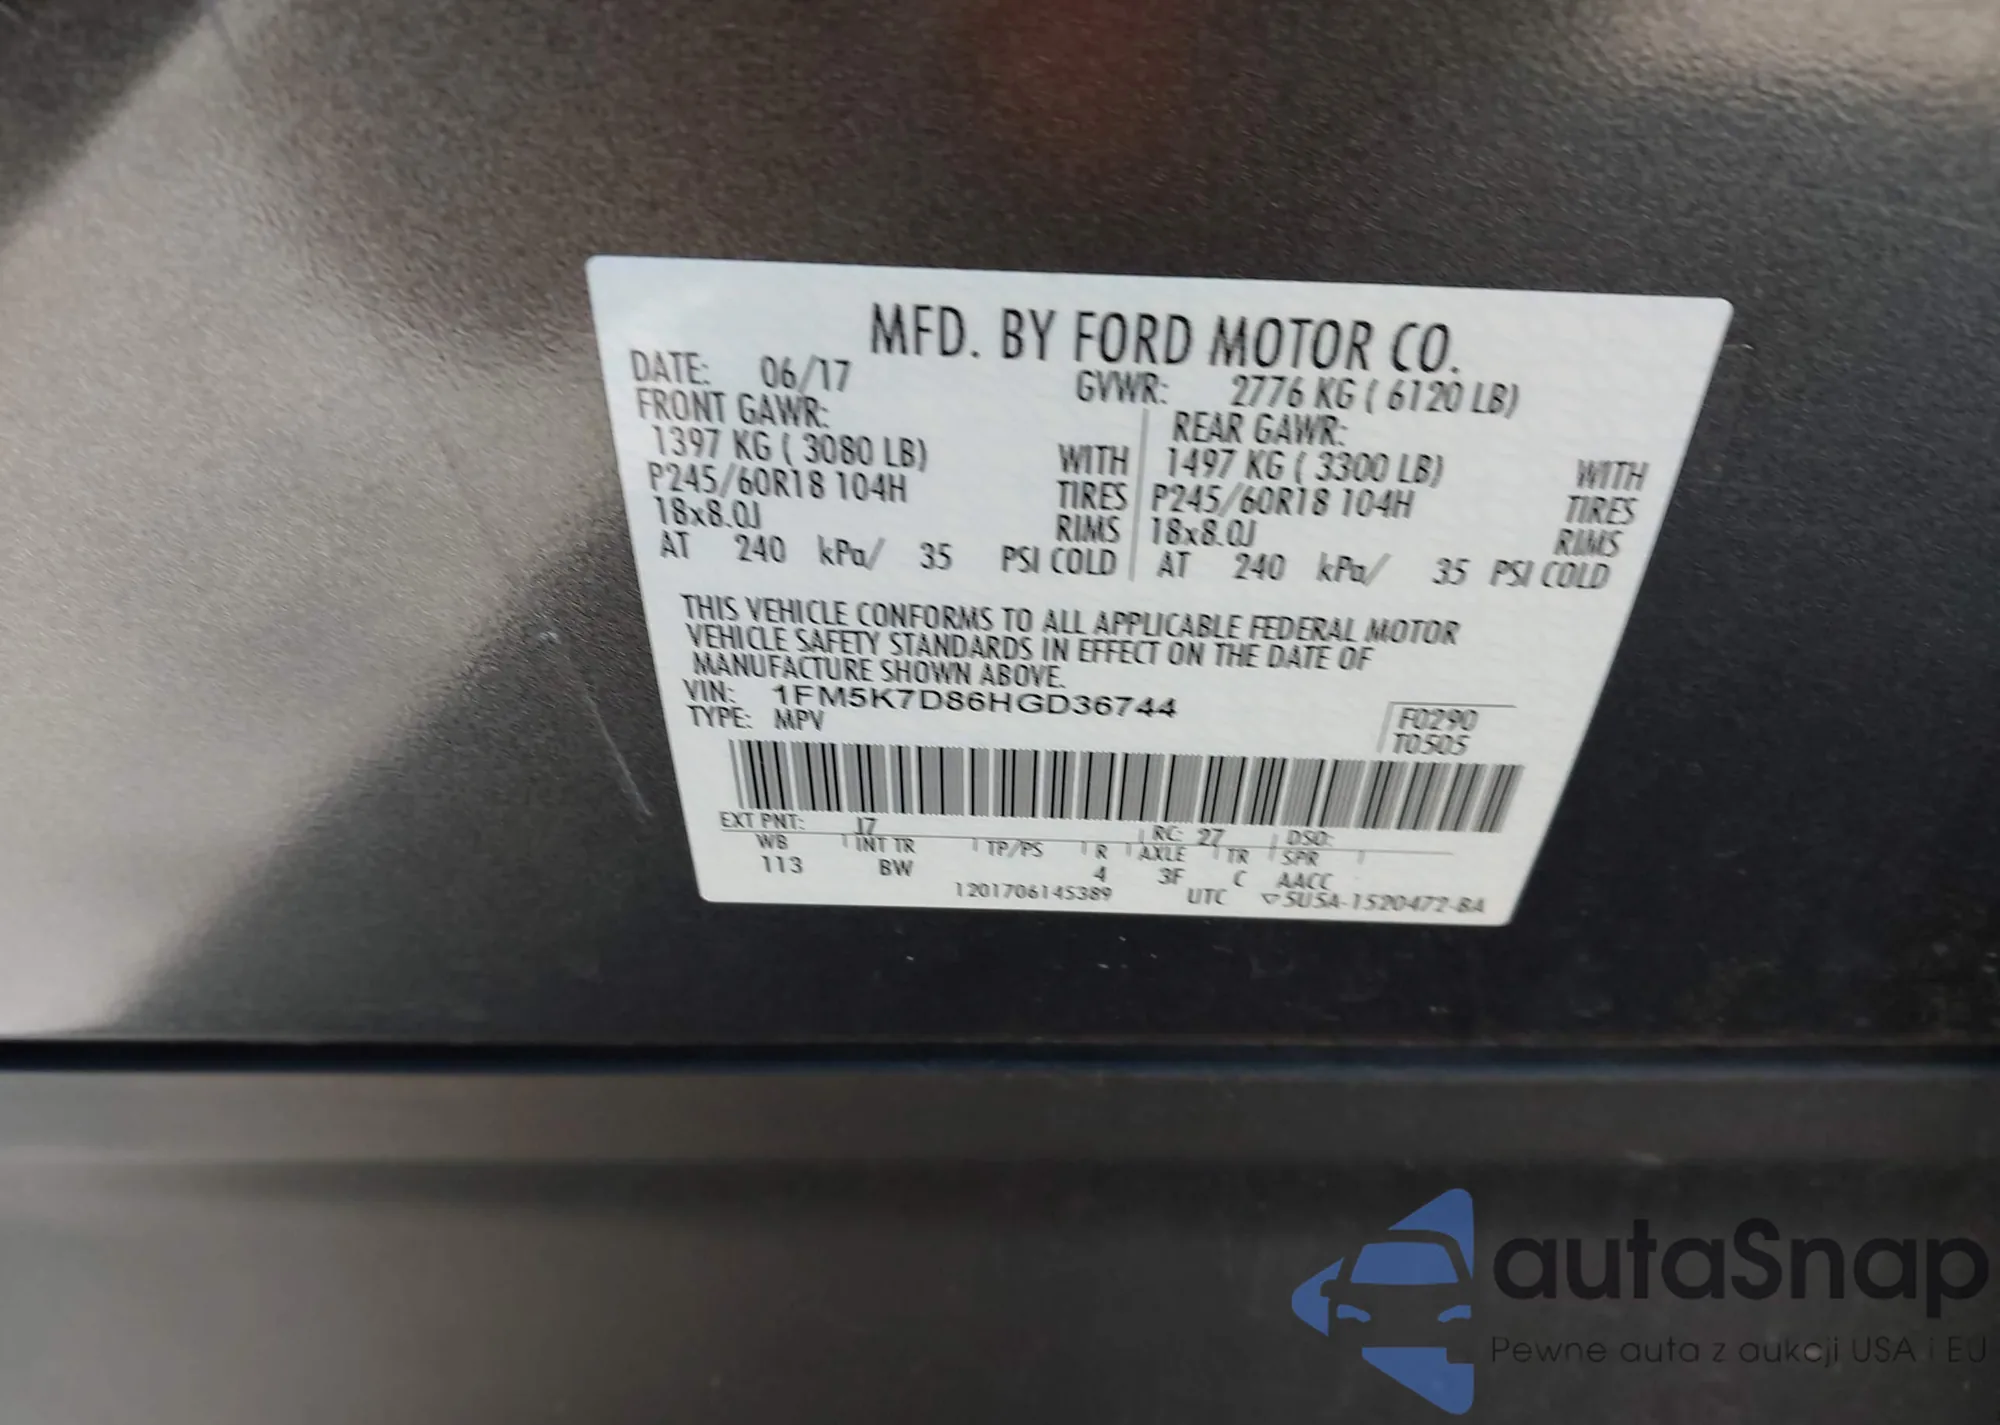 MFD. BY FORD MOTOR CO.
DATE: 06/17 GVWR: 2776 KG ( 6120 LB)
FRONT GAWR: REAR GAWR:
1397 KG ( 3080 LB) WITH 1497 KG ( 3300 LB) WITH
P245/60R18 104H TIRES P245/60R18 104H TIRES
18x8.0J RIMS 18x8.0J RIMS
AT 240 kPa/ 35 PSI COLD AT 240 kPa/ 35 PSI COLD
THIS VEHICLE CONFORMS TO ALL APPLICABLE FEDERAL MOTOR
VEHICLE SAFETY STANDARDS IN EFFECT ON THE DATE OF
MANUFACTURE SHOWN ABOVE.
VIN: 1FM5K7D86HGD36744
TYPE: MPV
F0290
T0505
EXT PNT: J7 RC: 27 DSO:
WB INT TR TP/PS R AXLE TR SPR
113 BW 4 3F C AACC
1201706145389 UTC ▽5U5A-1520472-BA
autaSnap
Pewne auta z aukcji USA i EU